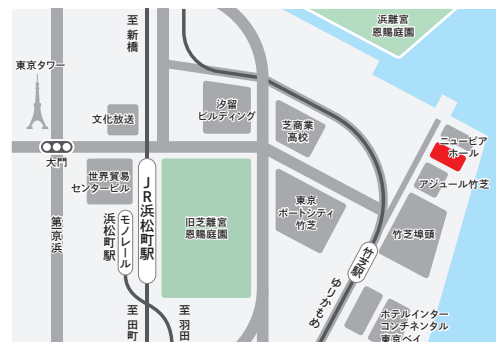 浜離宮
恩賜庭園
至
新
橋
東京タワー
文化放送
汐留
ビルディング
芝商業
高校
ニューピア
ホール
大門
世界貿易
センタービル
アジュール竹芝
JR浜松町駅
モノレール
浜松町駅
第一京浜
旧芝離宮
恩賜庭園
東京
ポートシティ
竹芝
竹芝埠頭
竹芝駅
ゆりかもめ
至
田町
至
羽田
ホテルインター
コンチネンタル
東京ベイ